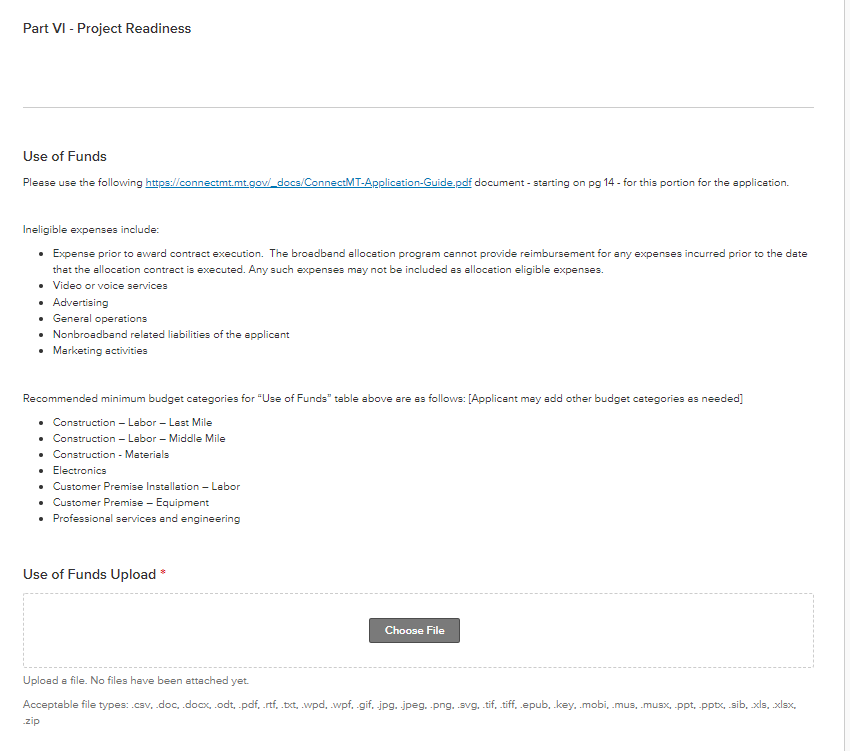 Part VI - Project Readiness
Use of Funds
Please use the following https://connectmt.mt.gov/_docs/ConnectMT-Application-Guide.pdf document - starting on pg 14 - for this portion for the application.
Ineligible expenses include:
• Expense prior to award contract execution.  The broadband allocation program cannot provide reimbursement for any expenses incurred prior to the date
that the allocation contract is executed. Any such expenses may not be included as allocation eligible expenses.
• Video or voice services
• Advertising
• General operations
• Nonbroadband related liabilities of the applicant
• Marketing activities
Recommended minimum budget categories for “Use of Funds” table above are as follows: [Applicant may add other budget categories as needed]
• Construction – Labor – Last Mile
• Construction – Labor – Middle Mile
• Construction - Materials
• Electronics
• Customer Premise Installation – Labor
• Customer Premise – Equipment
• Professional services and engineering
Use of Funds Upload *
Choose File
Upload a file. No files have been attached yet.
Acceptable file types: .csv, .doc, .docx, .odt, .pdf, .rtf, .txt, .wpd, .wpf, .gif, .jpg, .jpeg, .png, .svg, .tif, .tiff, .epub, .key, .mobi, .mus, .musx, .ppt, .pptx, .sib, .xls, .xlsx,
.zip